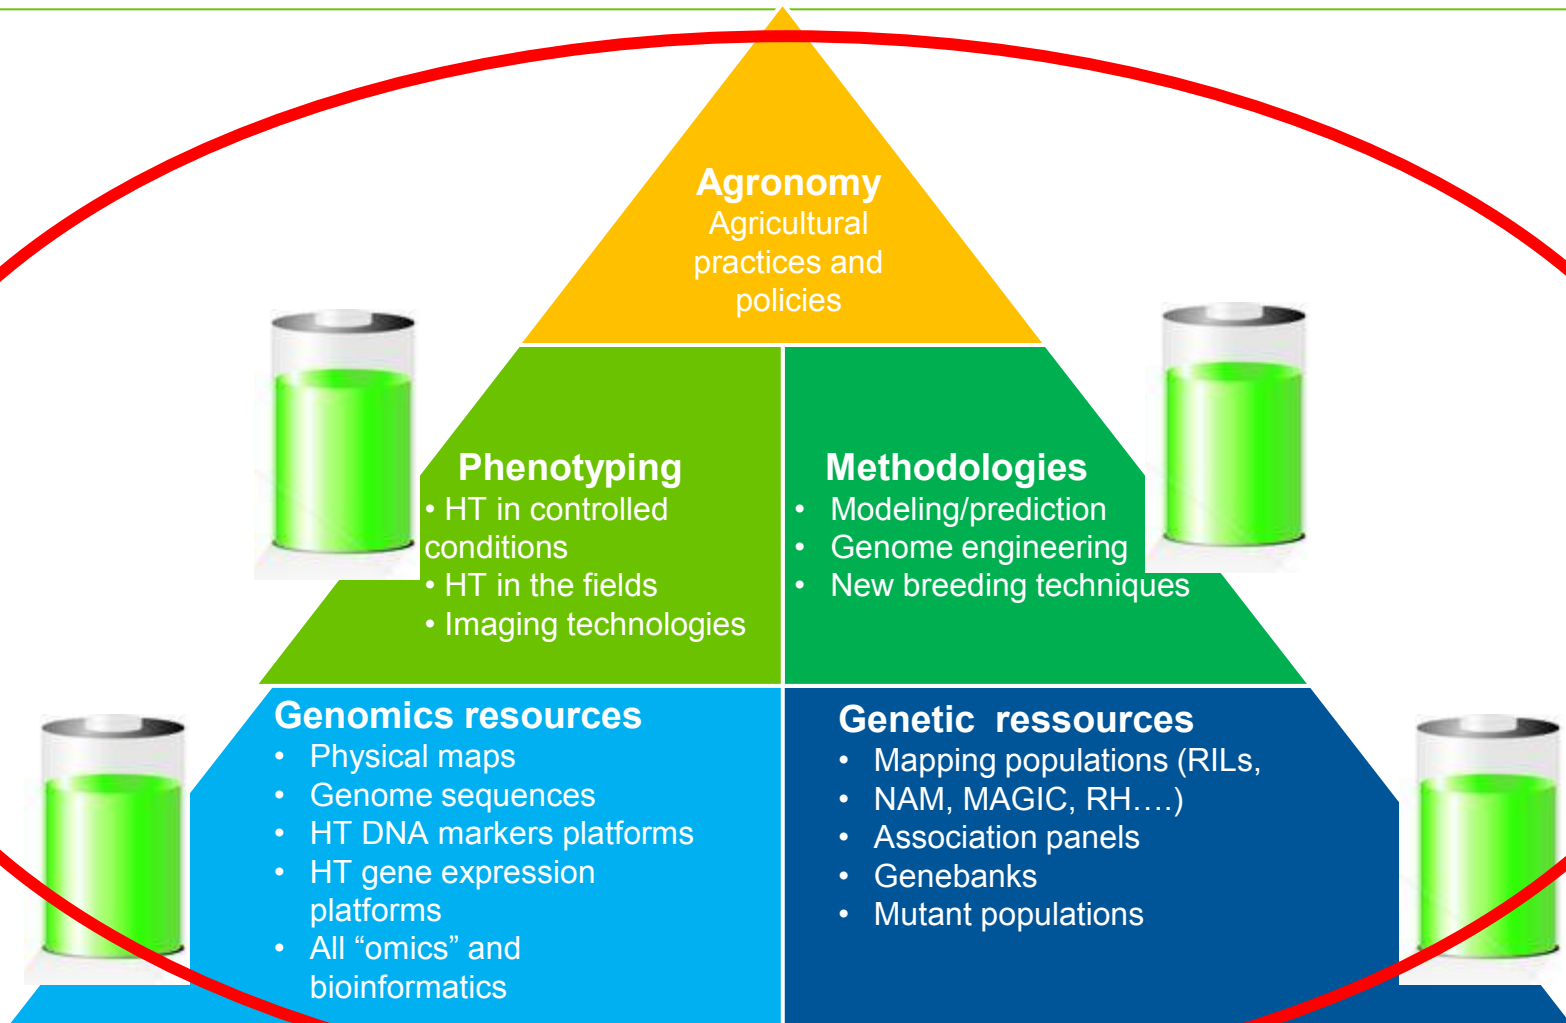 Agronomy
Agricultural
practices and
policies
Phenotyping
• HT in controlled
conditions
• HT in the fields
• Imaging technologies
Methodologies
• Modeling/prediction
• Genome engineering
• New breeding techniques
Genomics resources
• Physical maps
• Genome sequences
• HT DNA markers platforms
• HT gene expression
platforms
• All “omics” and
bioinformatics
Genetic  ressources
• Mapping populations (RILs,
• NAM, MAGIC, RH….)
• Association panels
• Genebanks
• Mutant populations